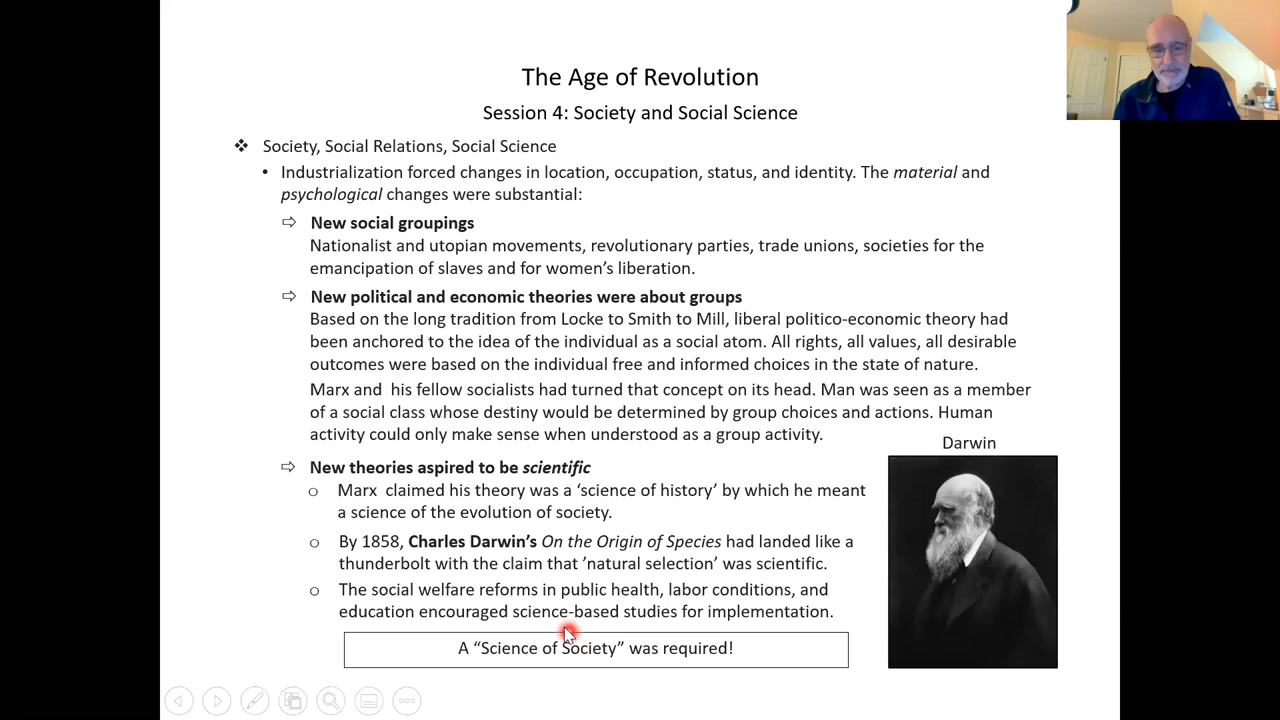 The Age of Revolution
Session 4: Society and Social Science
❖ Society, Social Relations, Social Science
• Industrialization forced changes in location, occupation, status, and identity. The material and
psychological changes were substantial:
⇨ New social groupings
Nationalist and utopian movements, revolutionary parties, trade unions, societies for the
emancipation of slaves and for women’s liberation.
⇨ New political and economic theories were about groups
Based on the long tradition from Locke to Smith to Mill, liberal politico-economic theory had
been anchored to the idea of the individual as a social atom. All rights, all values, all desirable
outcomes were based on the individual free and informed choices in the state of nature.
Marx and his fellow socialists had turned that concept on its head. Man was seen as a member
of a social class whose destiny would be determined by group choices and actions. Human
activity could only make sense when understood as a group activity.
Darwin
⇨ New theories aspired to be scientific
o Marx claimed his theory was a ‘science of history’ by which he meant
a science of the evolution of society.
o By 1858, Charles Darwin’s On the Origin of Species had landed like a
thunderbolt with the claim that ’natural selection’ was scientific.
o The social welfare reforms in public health, labor conditions, and
education encouraged science-based studies for implementation.
A “Science of Society” was required!